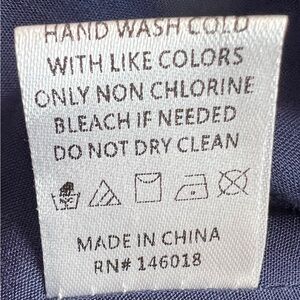 HAND WASH COLD
WITH LIKE COLORS
ONLY NON CHLORINE
BLEACH IF NEEDED
DO NOT DRY CLEAN
MADE IN CHINA
RN# 146018